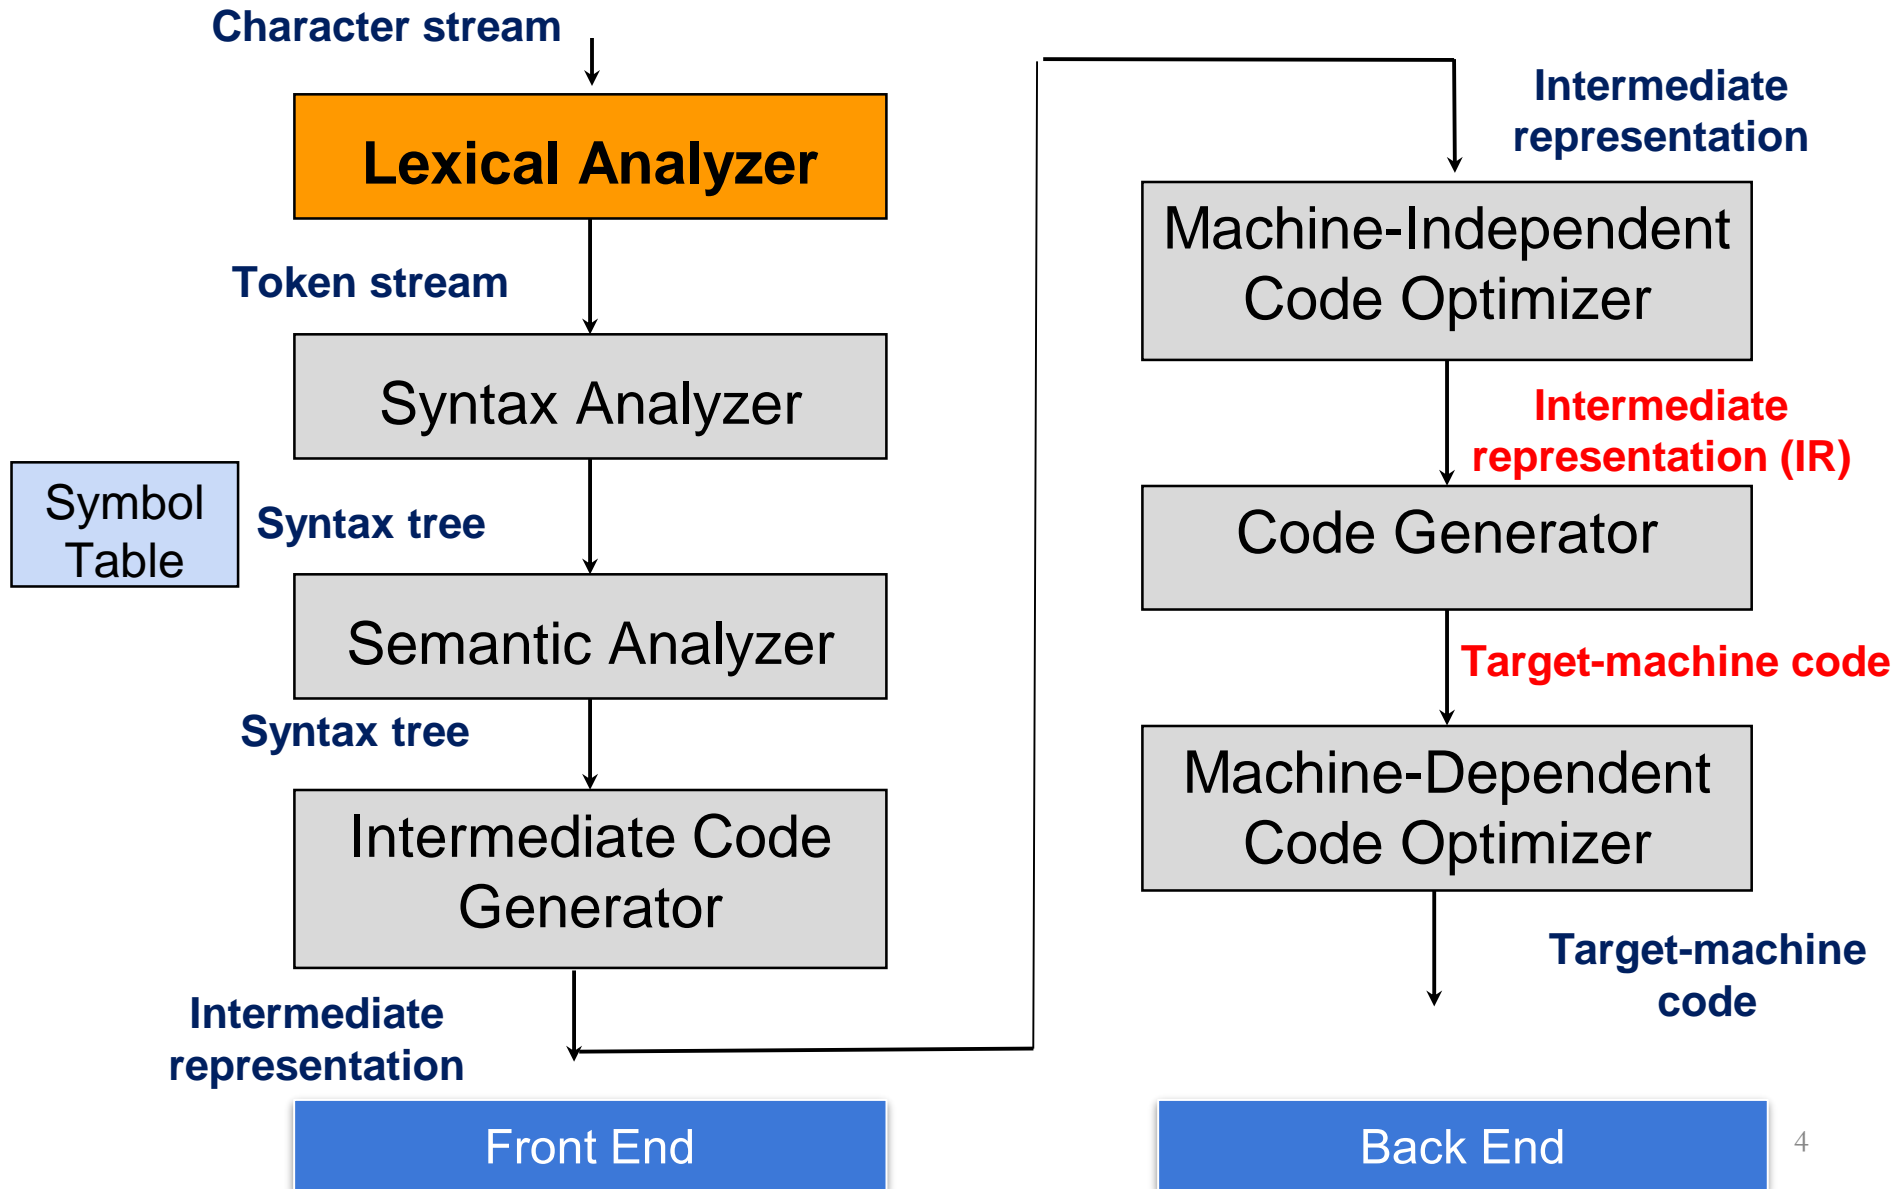 Character stream
Lexical Analyzer
Token stream
Syntax Analyzer
Symbol
Table
Syntax tree
Semantic Analyzer
Syntax tree
Intermediate Code
Generator
Intermediate
representation
Front End
Intermediate
representation
Machine-Independent
Code Optimizer
Intermediate
representation (IR)
Code Generator
Target-machine code
Machine-Dependent
Code Optimizer
Target-machine
code
Back End
4